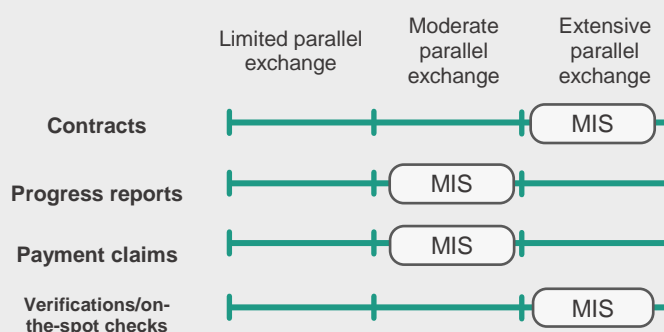 Limited parallel
exchange
Moderate
parallel
exchange
Extensive
parallel
exchange
Contracts
MIS
Progress reports
MIS
Payment claims
MIS
Verifications/on-
the-spot checks
MIS